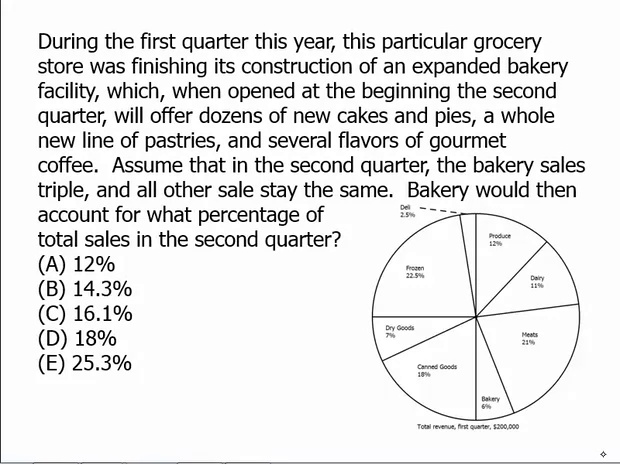 During the first quarter this year, this particular grocery
store was finishing its construction of an expanded bakery
facility, which, when opened at the beginning the second
quarter, will offer dozens of new cakes and pies, a whole
new line of pastries, and several flavors of gourmet
coffee. Assume that in the second quarter, the bakery sales
triple, and all other sale stay the same. Bakery would then
account for what percentage of
total sales in the second quarter?
(A) 12%
(B) 14.3%
(C) 16.1%
(D) 18%
(E) 25.3%
Deli
2.5%
Produce
12%
Dairy
11%
Meats
21%
Bakery
6%
Canned Goods
18%
Dry Goods
7%
Frozen
22.5%
Total revenue, first quarter, $200,000